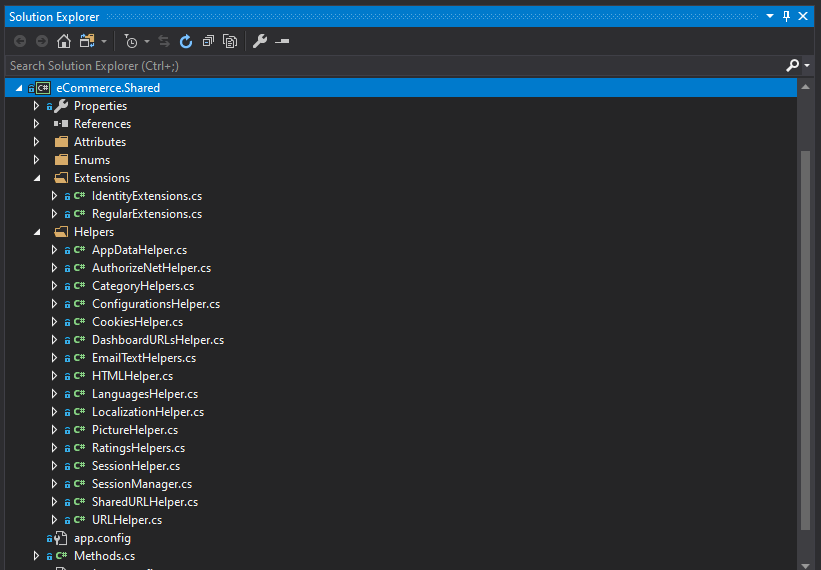 Solution Explorer
Search Solution Explorer (Ctrl+;)
C# eCommerce.Shared
Properties
References
Attributes
Enums
Extensions
C# IdentityExtensions.cs
C# RegularExtensions.cs
Helpers
C# AppDataHelper.cs
C# AuthorizeNetHelper.cs
C# CategoryHelpers.cs
C# ConfigurationsHelper.cs
C# CookiesHelper.cs
C# DashboardURLsHelper.cs
C# EmailTextHelpers.cs
C# HTMLHelper.cs
C# LanguagesHelper.cs
C# LocalizationHelper.cs
C# PictureHelper.cs
C# RatingsHelpers.cs
C# SessionHelper.cs
C# SessionManager.cs
C# SharedURLHelper.cs
C# URLHelper.cs
app.config
C# Methods.cs